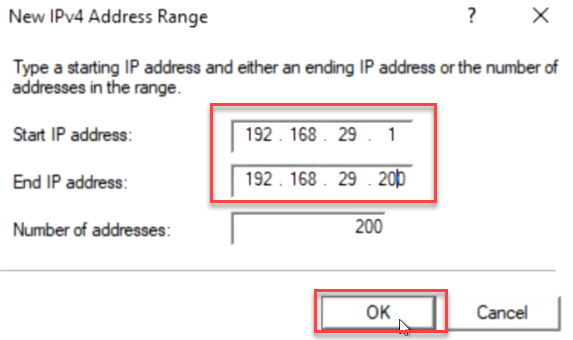 New IPv4 Address Range ?
Type a starting IP address and either an ending IP address or the number of
addresses in the range.
Start IP address: 192 . 168 . 29 . 1
End IP address: 192 . 168 . 29 . 200
Number of addresses: 200
OK Cancel